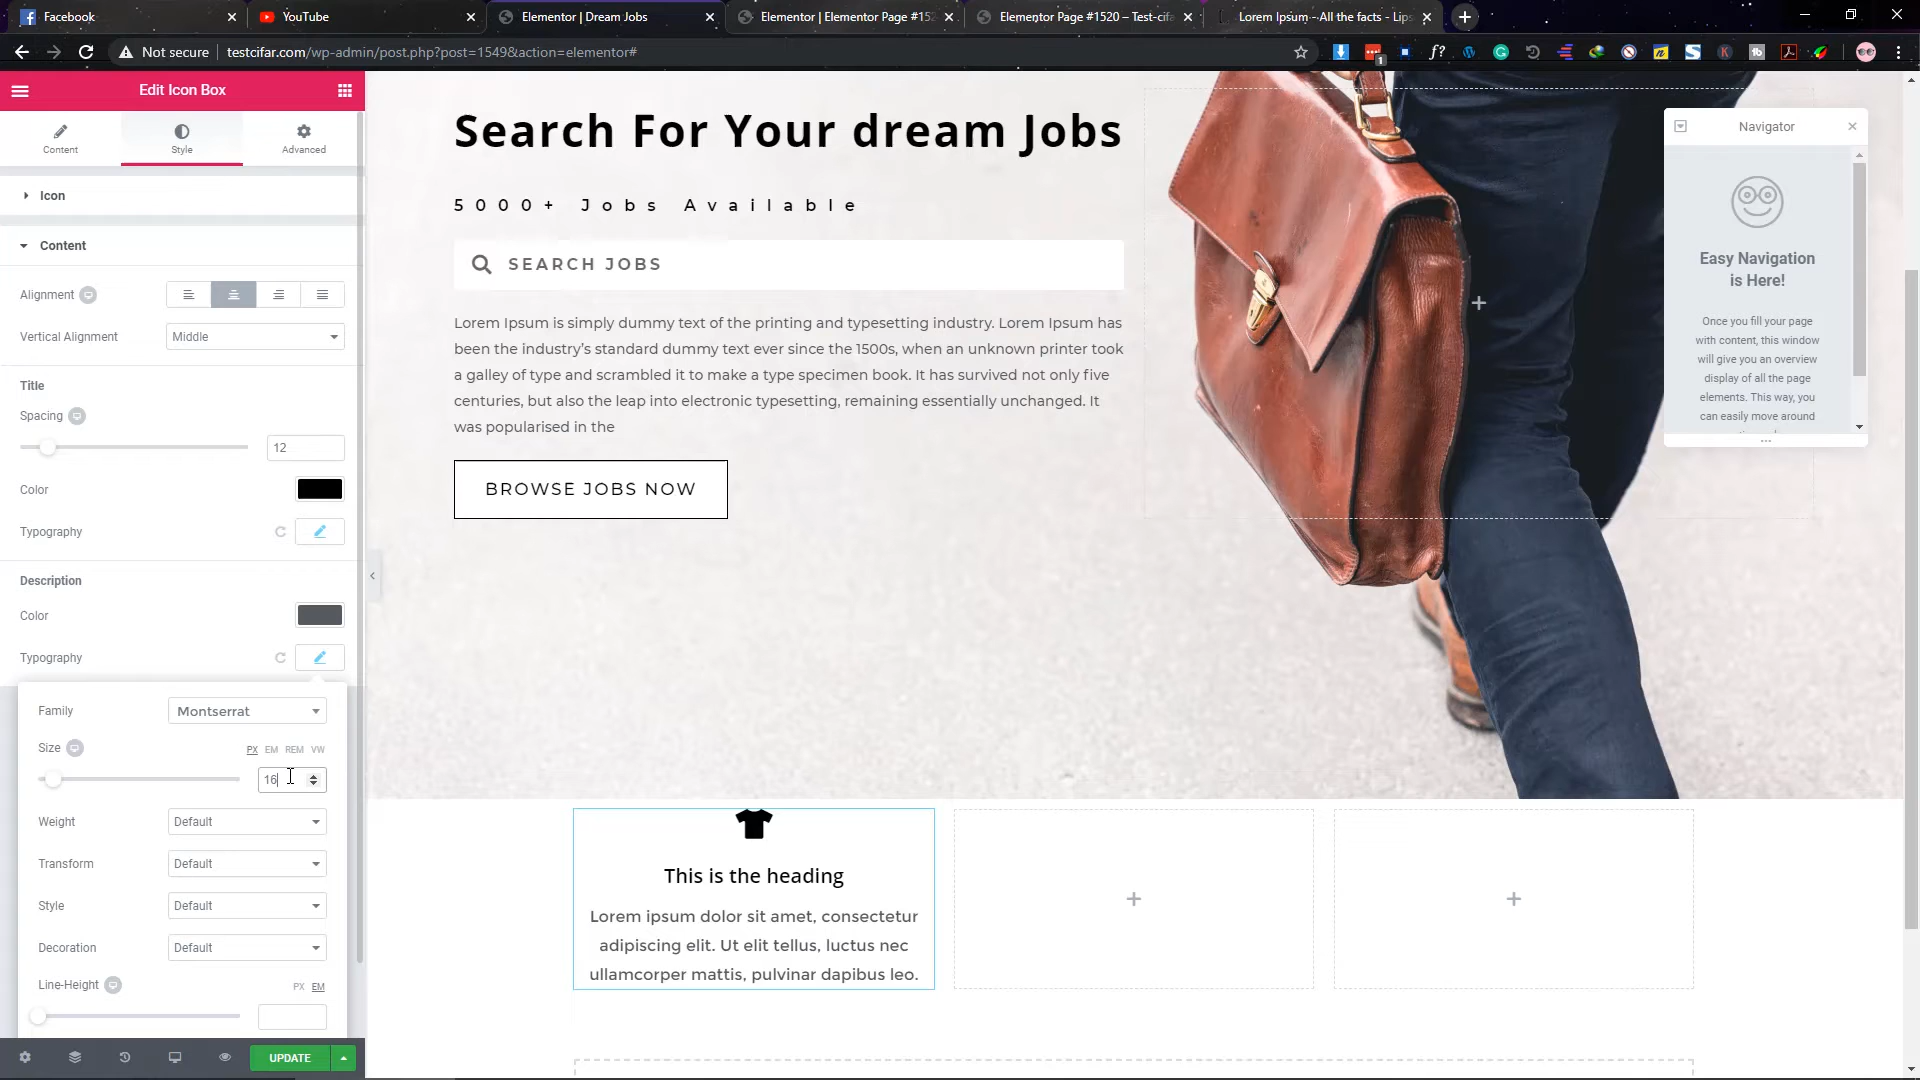 Facebook
YouTube
Elementor | Dream Jobs
Elementor | Elementor Page #152
Elementor Page #1520 – Test-cifa
Lorem Ipsum - All the facts - Lips
Not secure
testcifar.com/wp-admin/post.php?post=1549&action=elementor#
Edit Icon Box
Content
Style
Advanced
Icon
Content
Alignment
Vertical Alignment
Middle
Title
Spacing
12
Color
Typography
Description
Color
Typography
Family
Montserrat
Size
PX EM REM VW
16
Weight
Default
Transform
Default
Style
Default
Decoration
Default
Line-Height
PX EM
UPDATE
Search For Your dream Jobs
5000+ Jobs Available
SEARCH JOBS
Lorem Ipsum is simply dummy text of the printing and typesetting industry. Lorem Ipsum has
been the industry's standard dummy text ever since the 1500s, when an unknown printer took
a galley of type and scrambled it to make a type specimen book. It has survived not only five
centuries, but also the leap into electronic typesetting, remaining essentially unchanged. It
was popularised in the
BROWSE JOBS NOW
This is the heading
Lorem ipsum dolor sit amet, consectetur
adipiscing elit. Ut elit tellus, luctus nec
ullamcorper mattis, pulvinar dapibus leo.
Navigator
Easy Navigation
is Here!
Once you fill your page
with content, this window
will give you an overview
display of all the page
elements. This way, you
can easily move around